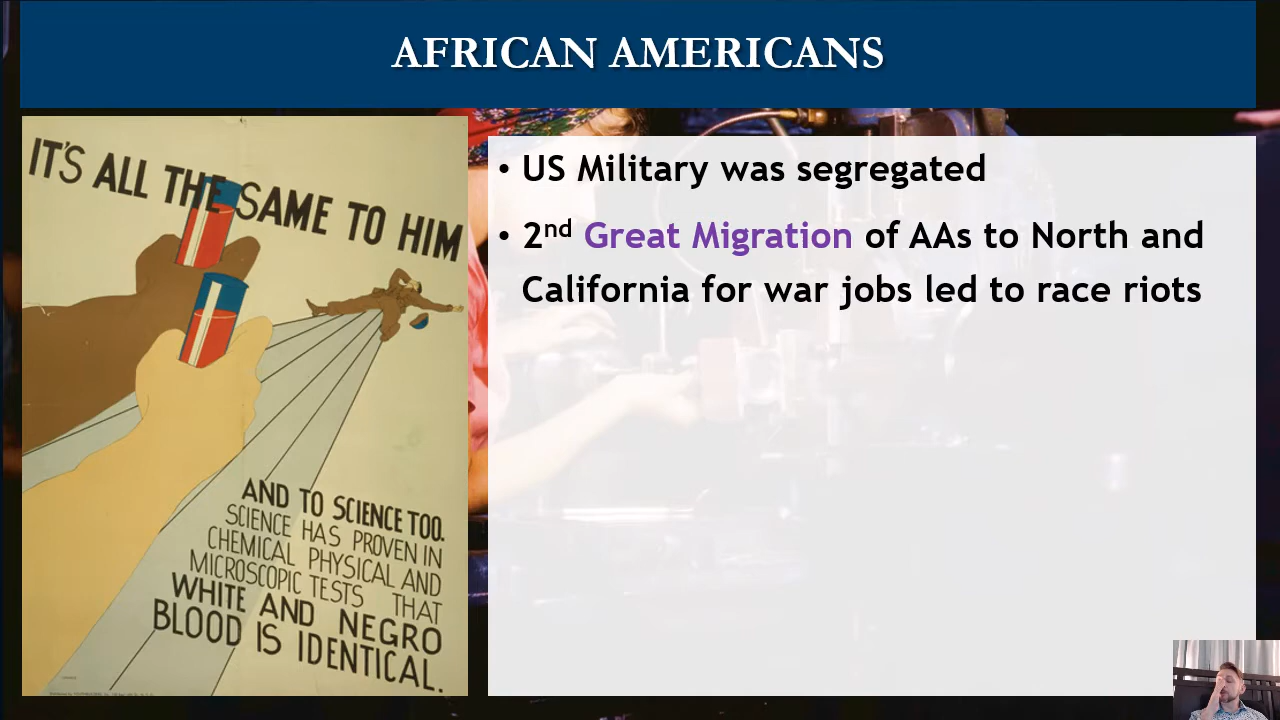 AFRICAN AMERICANS
IT'S ALL THE SAME TO HIM
AND TO SCIENCE TOO.
SCIENCE HAS PROVEN IN
CHEMICAL PHYSICAL AND
MICROSCOPIC TESTS THAT
WHITE AND NEGRO
BLOOD IS IDENTICAL.
• US Military was segregated
• 2nd Great Migration of AAs to North and
California for war jobs led to race riots